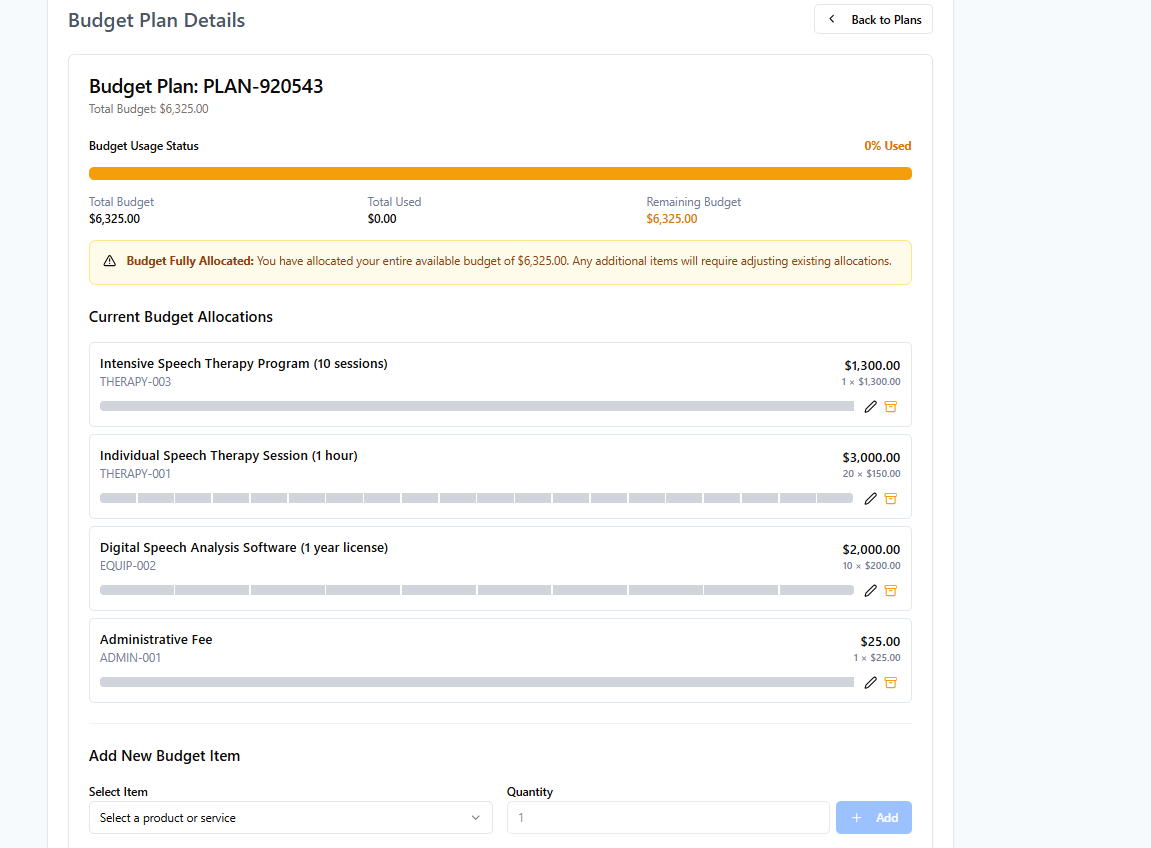 Budget Plan Details
Back to Plans
Budget Plan: PLAN-920543
Total Budget: $6,325.00
Budget Usage Status
0% Used
Total Budget
Total Used
Remaining Budget
$6,325.00
$0.00
$6,325.00
Budget Fully Allocated: You have allocated your entire available budget of $6,325.00. Any additional items will require adjusting existing allocations.
Current Budget Allocations
Intensive Speech Therapy Program (10 sessions)
$1,300.00
THERAPY-003
1 × $1,300.00
Individual Speech Therapy Session (1 hour)
$3,000.00
THERAPY-001
20 × $150.00
Digital Speech Analysis Software (1 year license)
$2,000.00
EQUIP-002
10 × $200.00
Administrative Fee
$25.00
ADMIN-001
1 × $25.00
Add New Budget Item
Select Item
Quantity
Select a product or service
1
+ Add